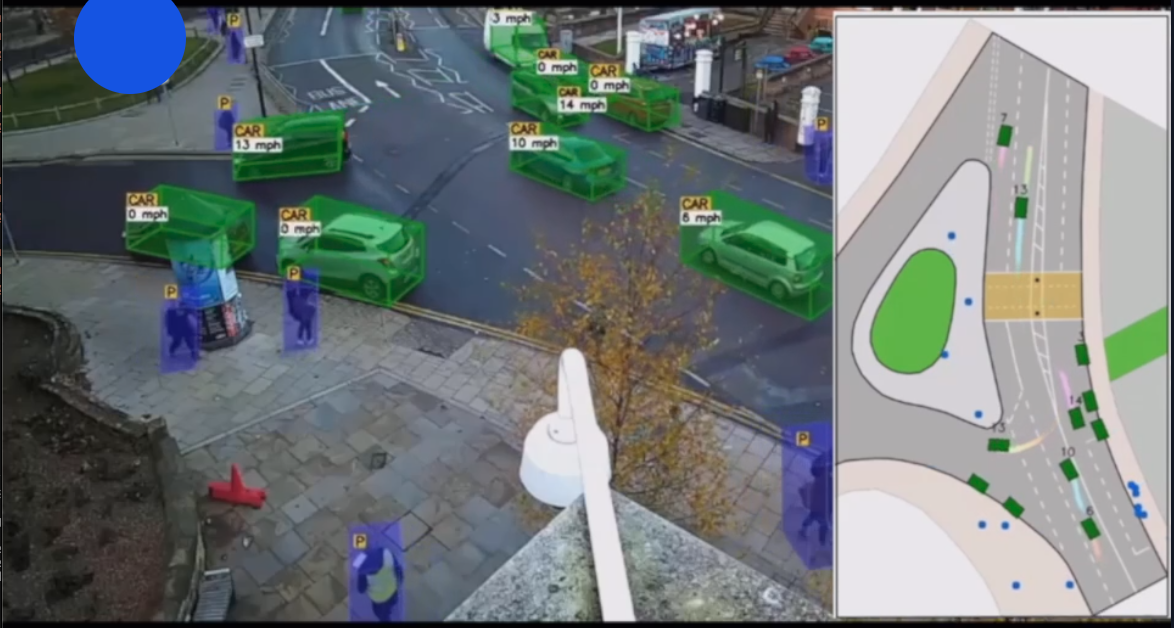 3 mph
P
CAR
0 mph
CAR
0 mph
CAR
14 mph
P
P
CAR
13 mph
CAR
10 mph
BUS
LANE
CAR
0 mph
CAR
0 mph
CAR
6 mph
P
P
P
P
7
13
3
14
13
10
6